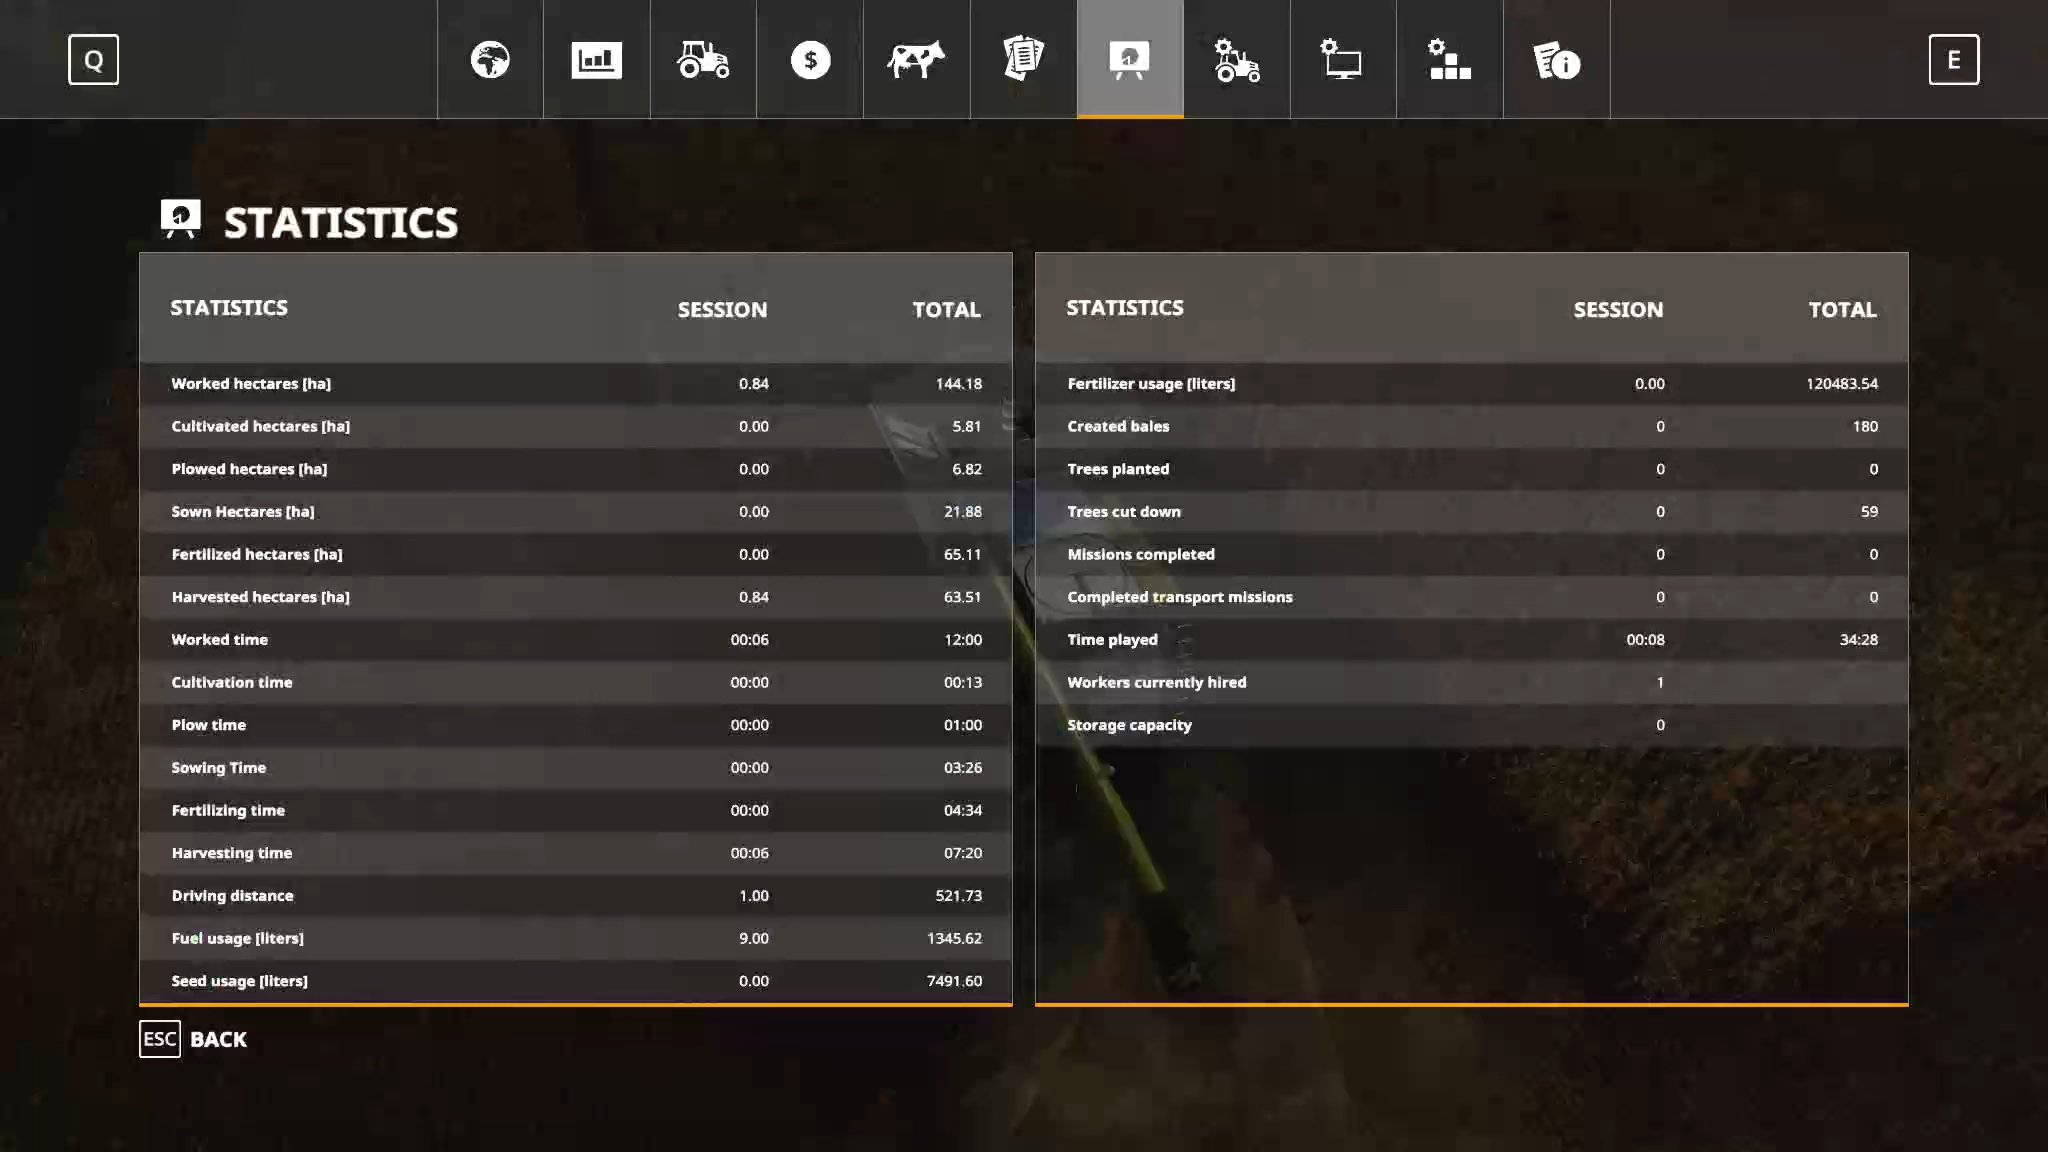 Q
$
E
STATISTICS
STATISTICS SESSION TOTAL
Worked hectares [ha] 0.84 144.18
Cultivated hectares [ha] 0.00 5.81
Plowed hectares [ha] 0.00 6.82
Sown Hectares [ha] 0.00 21.88
Fertilized hectares [ha] 0.00 65.11
Harvested hectares [ha] 0.84 63.51
Worked time 00:06 12:00
Cultivation time 00:00 00:13
Plow time 00:00 01:00
Sowing Time 00:00 03:26
Fertilizing time 00:00 04:34
Harvesting time 00:06 07:20
Driving distance 1.00 521.73
Fuel usage [liters] 9.00 1345.62
Seed usage [liters] 0.00 7491.60
STATISTICS SESSION TOTAL
Fertilizer usage [liters] 0.00 120483.54
Created bales 0 180
Trees planted 0 0
Trees cut down 0 59
Missions completed 0 0
Completed transport missions 0 0
Time played 00:08 34:28
Workers currently hired 1
Storage capacity 0
ESC BACK